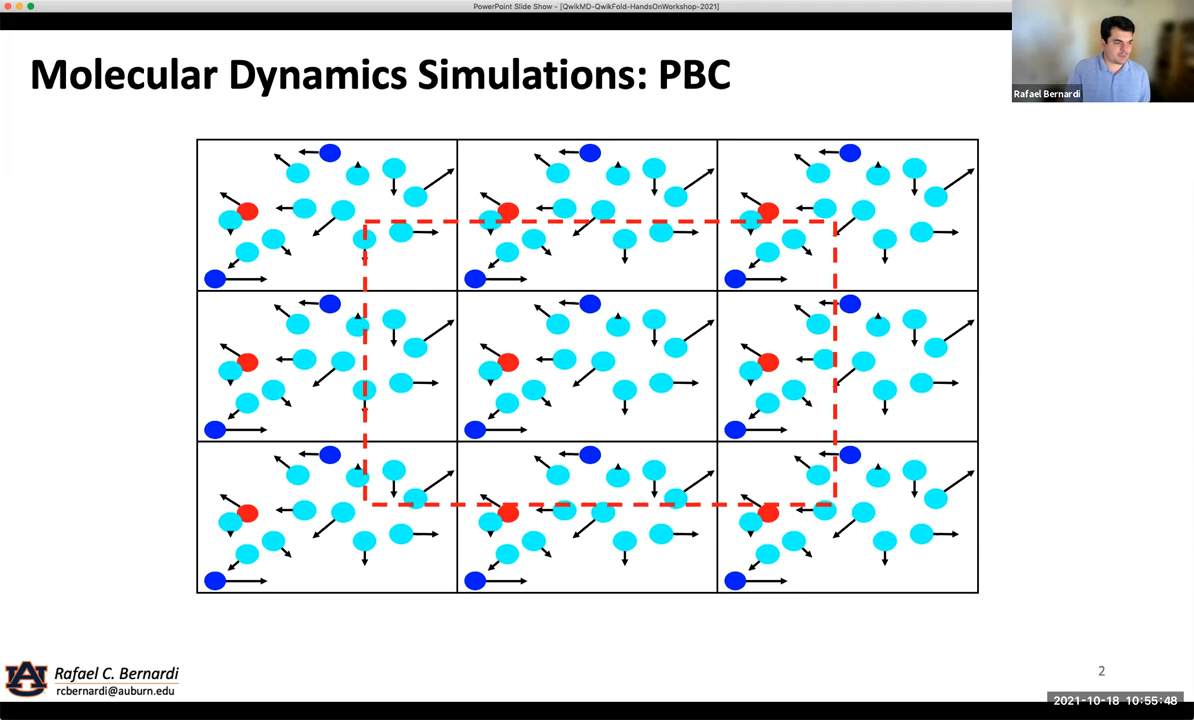 PowerPoint Slide Show - [QwikMD-QwikFold-HandsOnWorkshop-2021]
Molecular Dynamics Simulations: PBC
Rafael Bernardi
Rafael C. Bernardi
rcbernardi@auburn.edu
2
2021-10-18 10:55:48